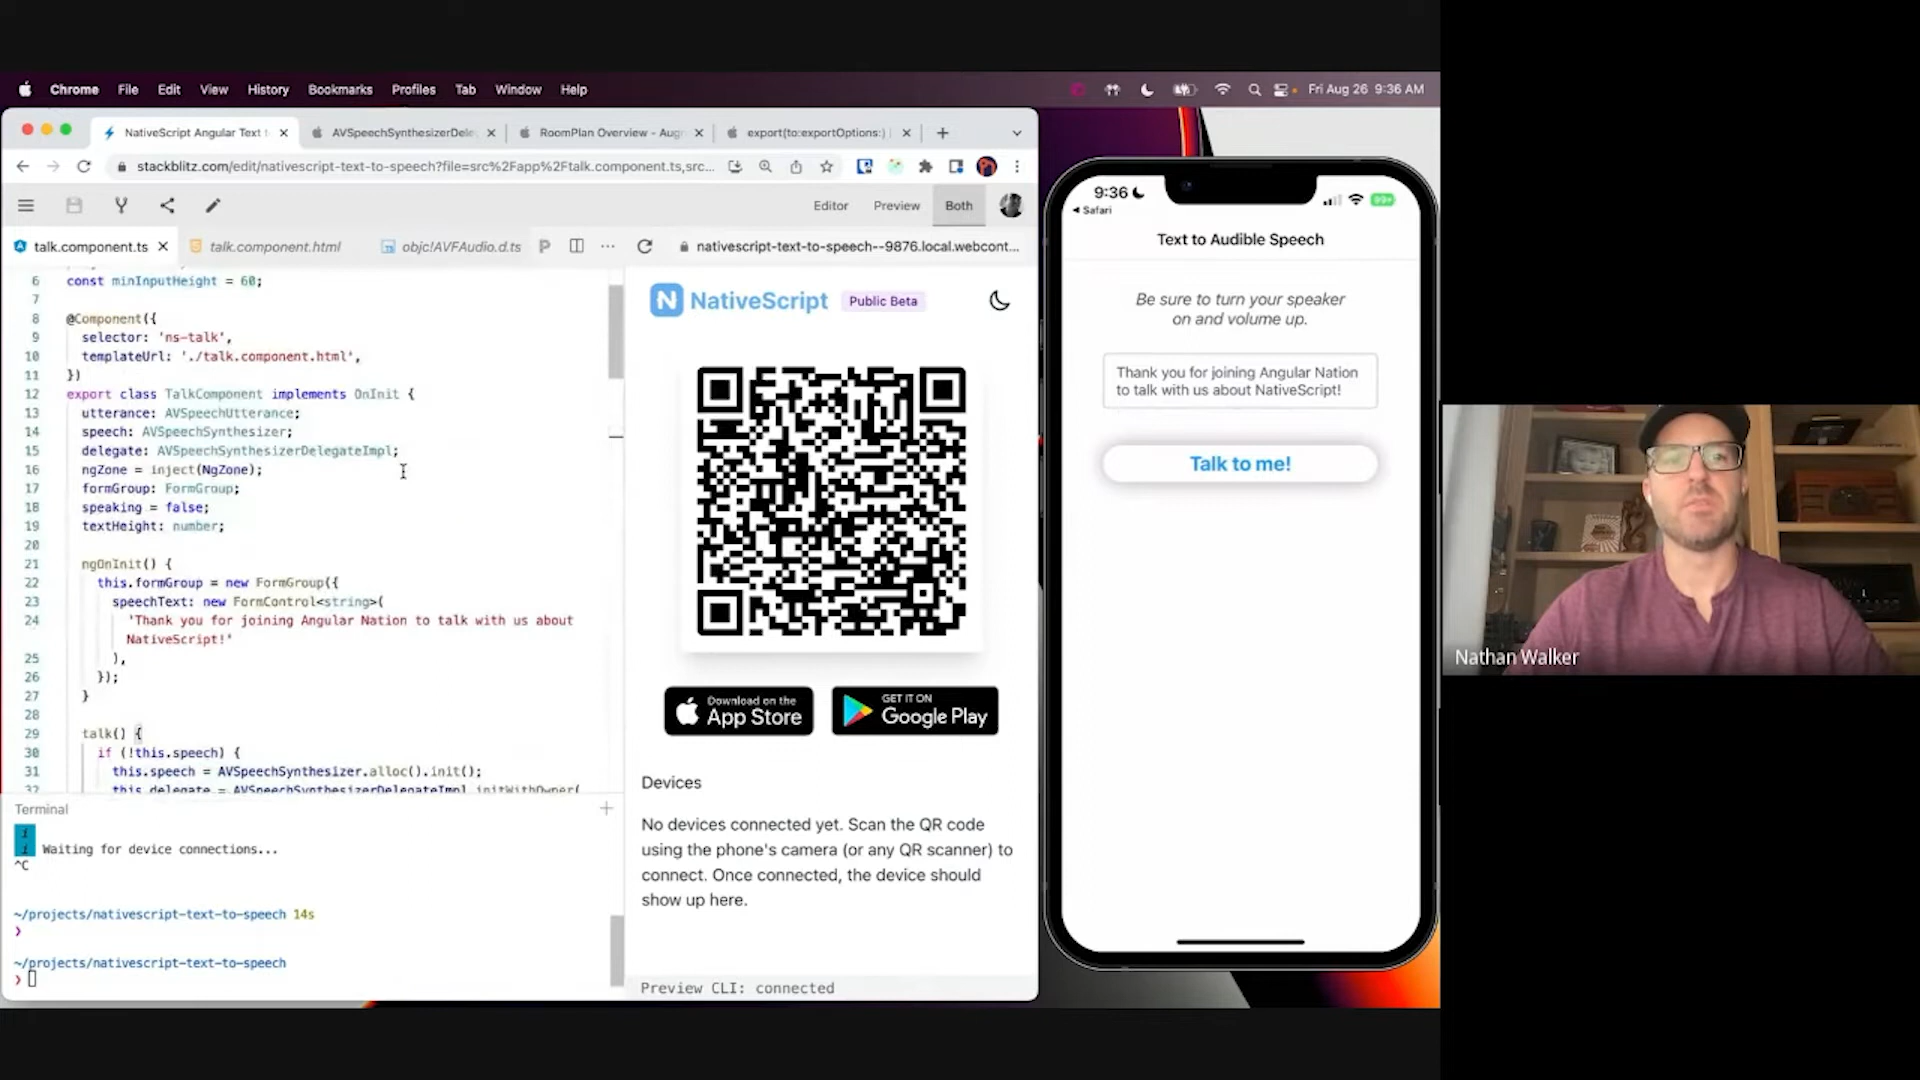 Chrome File Edit View History Bookmarks Profiles Tab Window Help
Fri Aug 26 9:36 AM
NativeScript Angular Text t
AVSpeechSynthesizerDele
RoomPlan Overview - Aug
export(to:exportOptions:)
stackblitz.com/edit/nativescript-text-to-speech?file=src%2Fapp%2Ftalk.component.ts,src...
Editor Preview Both
talk.component.ts
talk.component.html
objc!AVFAudio.d.ts
nativescript-text-to-speech--9876.local.webcont...
6 const minInputHeight = 60;
7
8 @Component({
9 selector: 'ns-talk',
10 templateUrl: './talk.component.html',
11 })
12 export class TalkComponent implements OnInit {
13 utterance: AVSpeechUtterance;
14 speech: AVSpeechSynthesizer;
15 delegate: AVSpeechSynthesizerDelegateImpl;
16 ngZone = inject(NgZone);
17 formGroup: FormGroup;
18 speaking = false;
19 textHeight: number;
20
21 ngOnInit() {
22 this.formGroup = new FormGroup({
23 speechText: new FormControl<string>(
24 'Thank you for joining Angular Nation to talk with us about
NativeScript!'
25 ),
26 });
27 }
28
29 talk() {
30 if (!this.speech) {
31 this.speech = AVSpeechSynthesizer.alloc().init();
32 this.delegate = AVSpeechSynthesizerDelegateImpl.initWithOwner(
Terminal
i
i Waiting for device connections...
^C
~/projects/nativescript-text-to-speech 14s
❯
~/projects/nativescript-text-to-speech
❯
NativeScript Public Beta
Download on the
App Store
GET IT ON
Google Play
Devices
No devices connected yet. Scan the QR code
using the phone's camera (or any QR scanner) to
connect. Once connected, the device should
show up here.
Preview CLI: connected
9:36
99+
Safari
Text to Audible Speech
Be sure to turn your speaker
on and volume up.
Thank you for joining Angular Nation
to talk with us about NativeScript!
Talk to me!
Nathan Walker